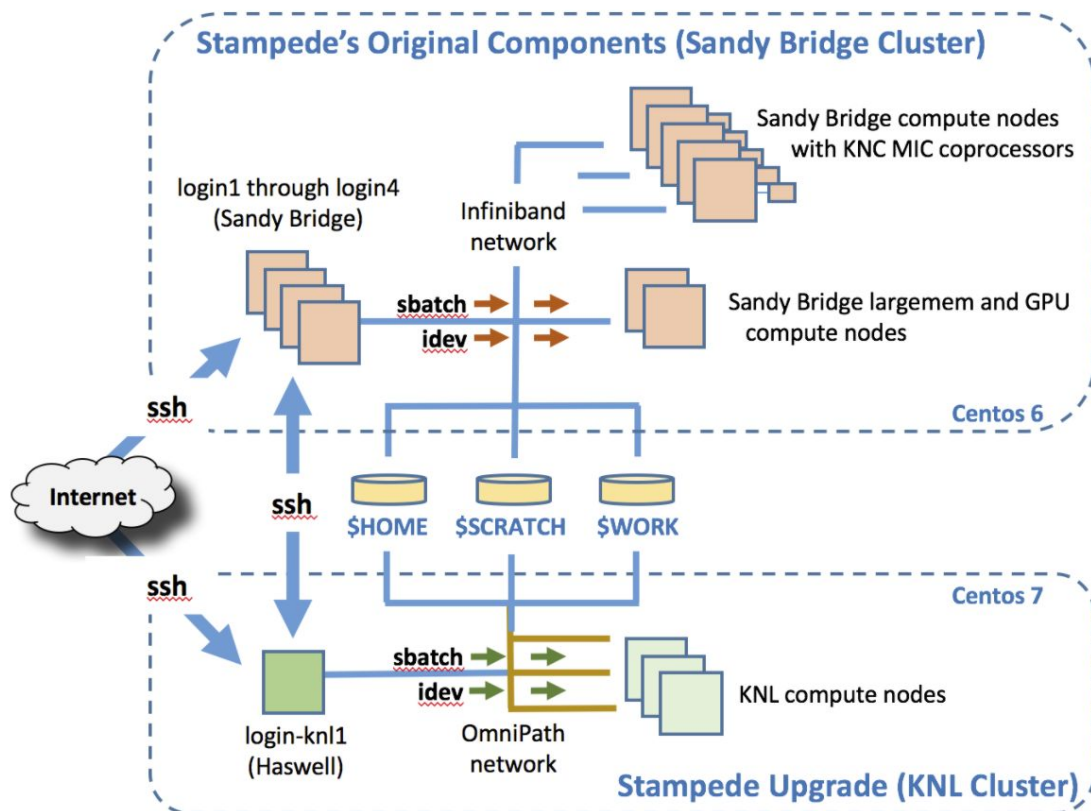 Stampede's Original Components (Sandy Bridge Cluster)
Sandy Bridge compute nodes
with KNC MIC coprocessors
login1 through login4
(Sandy Bridge)
Infiniband
network
sbatch
idev
Sandy Bridge largemem and GPU
compute nodes
ssh
Centos 6
Internet
ssh
$HOME
$SCRATCH
$WORK
ssh
Centos 7
sbatch
idev
KNL compute nodes
login-knl1
(Haswell)
OmniPath
network
Stampede Upgrade (KNL Cluster)